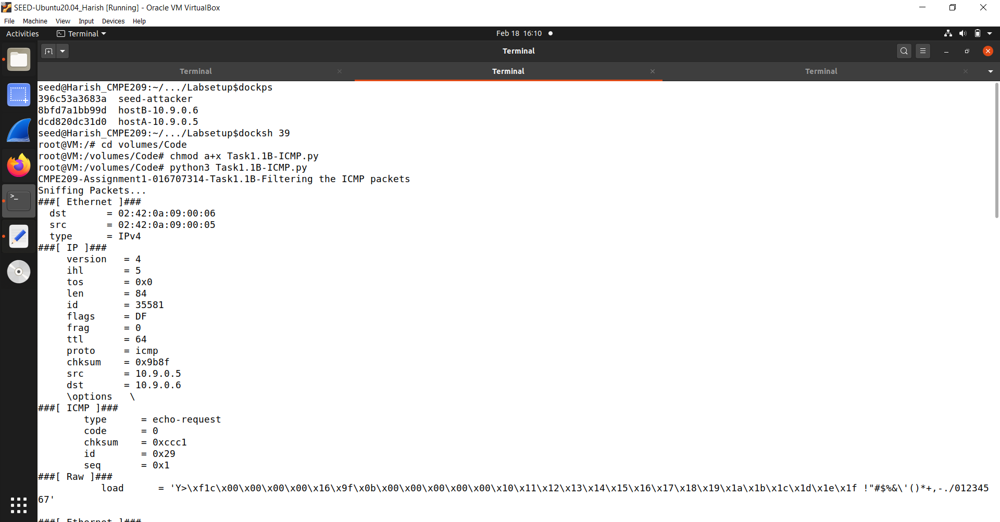 SEED-Ubuntu20.04_Harish [Running] - Oracle VM VirtualBox
File Machine View Input Devices Help
Activities Terminal Feb 18 16:10
Terminal
Terminal Terminal Terminal
seed@Harish_CMPE209:~/.../Labsetup$dockps
396c53a3683a  seed-attacker
8bfd7a1bb99d  hostB-10.9.0.6
dcd820dc31d0  hostA-10.9.0.5
seed@Harish_CMPE209:~/.../Labsetup$docksh 39
root@VM:/# cd volumes/Code
root@VM:/volumes/Code# chmod a+x Task1.1B-ICMP.py
root@VM:/volumes/Code# python3 Task1.1B-ICMP.py
CMPE209-Assignment1-016707314-Task1.1B-Filtering the ICMP packets
Sniffing Packets...
###[ Ethernet ]###
  dst       = 02:42:0a:09:00:06
  src       = 02:42:0a:09:00:05
  type      = IPv4
###[ IP ]###
     version   = 4
     ihl       = 5
     tos       = 0x0
     len       = 84
     id        = 35581
     flags     = DF
     frag      = 0
     ttl       = 64
     proto     = icmp
     chksum    = 0x9b8f
     src       = 10.9.0.5
     dst       = 10.9.0.6
     \options   \
###[ ICMP ]###
        type      = echo-request
        code      = 0
        chksum    = 0xccc1
        id        = 0x29
        seq       = 0x1
###[ Raw ]###
           load      = 'Y>\xf1c\x00\x00\x00\x00\x16\x9f\x0b\x00\x00\x00\x00\x00\x10\x11\x12\x13\x14\x15\x16\x17\x18\x19\x1a\x1b\x1c\x1d\x1e\x1f !"#$%&\'()*+,-./012345
67'
###[ Ethernet ]###